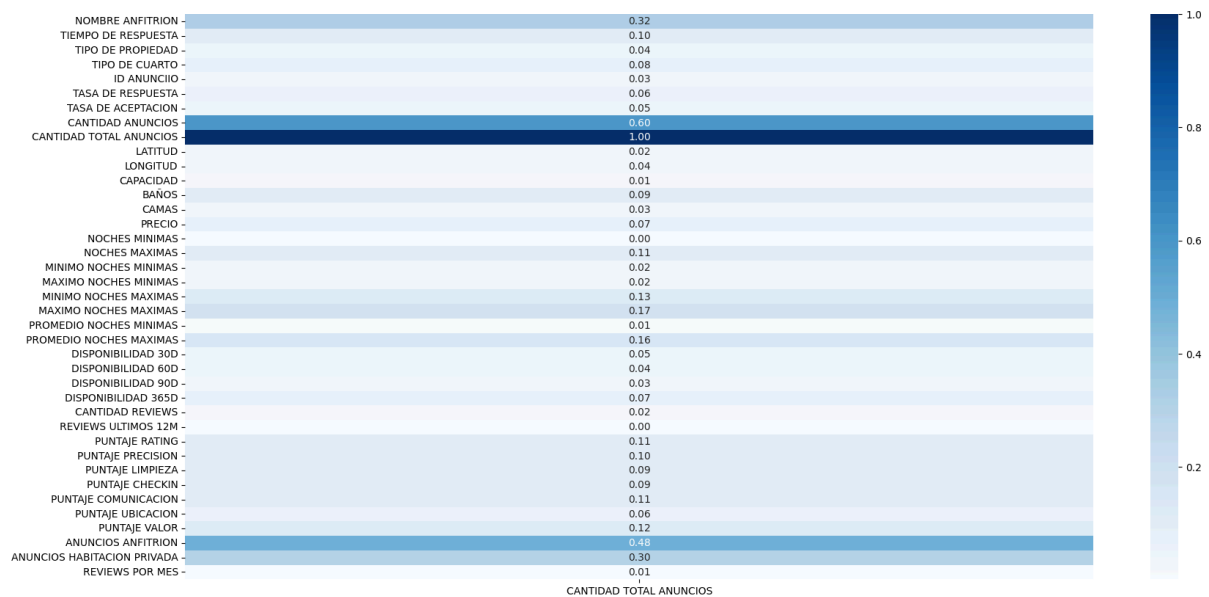 NOMBRE ANFITRION 0.32
TIEMPO DE RESPUESTA 0.10
TIPO DE PROPIEDAD 0.04
TIPO DE CUARTO 0.08
ID ANUNCIIO 0.03
TASA DE RESPUESTA 0.06
TASA DE ACEPTACION 0.05
CANTIDAD ANUNCIOS 0.60
CANTIDAD TOTAL ANUNCIOS 1.00
LATITUD 0.02
LONGITUD 0.04
CAPACIDAD 0.01
BAÑOS 0.09
CAMAS 0.03
PRECIO 0.07
NOCHES MINIMAS 0.00
NOCHES MAXIMAS 0.11
MINIMO NOCHES MINIMAS 0.02
MAXIMO NOCHES MINIMAS 0.02
MINIMO NOCHES MAXIMAS 0.13
MAXIMO NOCHES MAXIMAS 0.17
PROMEDIO NOCHES MINIMAS 0.01
PROMEDIO NOCHES MAXIMAS 0.16
DISPONIBILIDAD 30D 0.05
DISPONIBILIDAD 60D 0.04
DISPONIBILIDAD 90D 0.03
DISPONIBILIDAD 365D 0.07
CANTIDAD REVIEWS 0.02
REVIEWS ULTIMOS 12M 0.00
PUNTAJE RATING 0.11
PUNTAJE PRECISION 0.10
PUNTAJE LIMPIEZA 0.09
PUNTAJE CHECKIN 0.09
PUNTAJE COMUNICACION 0.11
PUNTAJE UBICACION 0.06
PUNTAJE VALOR 0.12
ANUNCIOS ANFITRION 0.48
ANUNCIOS HABITACION PRIVADA 0.30
REVIEWS POR MES 0.01
CANTIDAD TOTAL ANUNCIOS
1.0
0.8
0.6
0.4
0.2